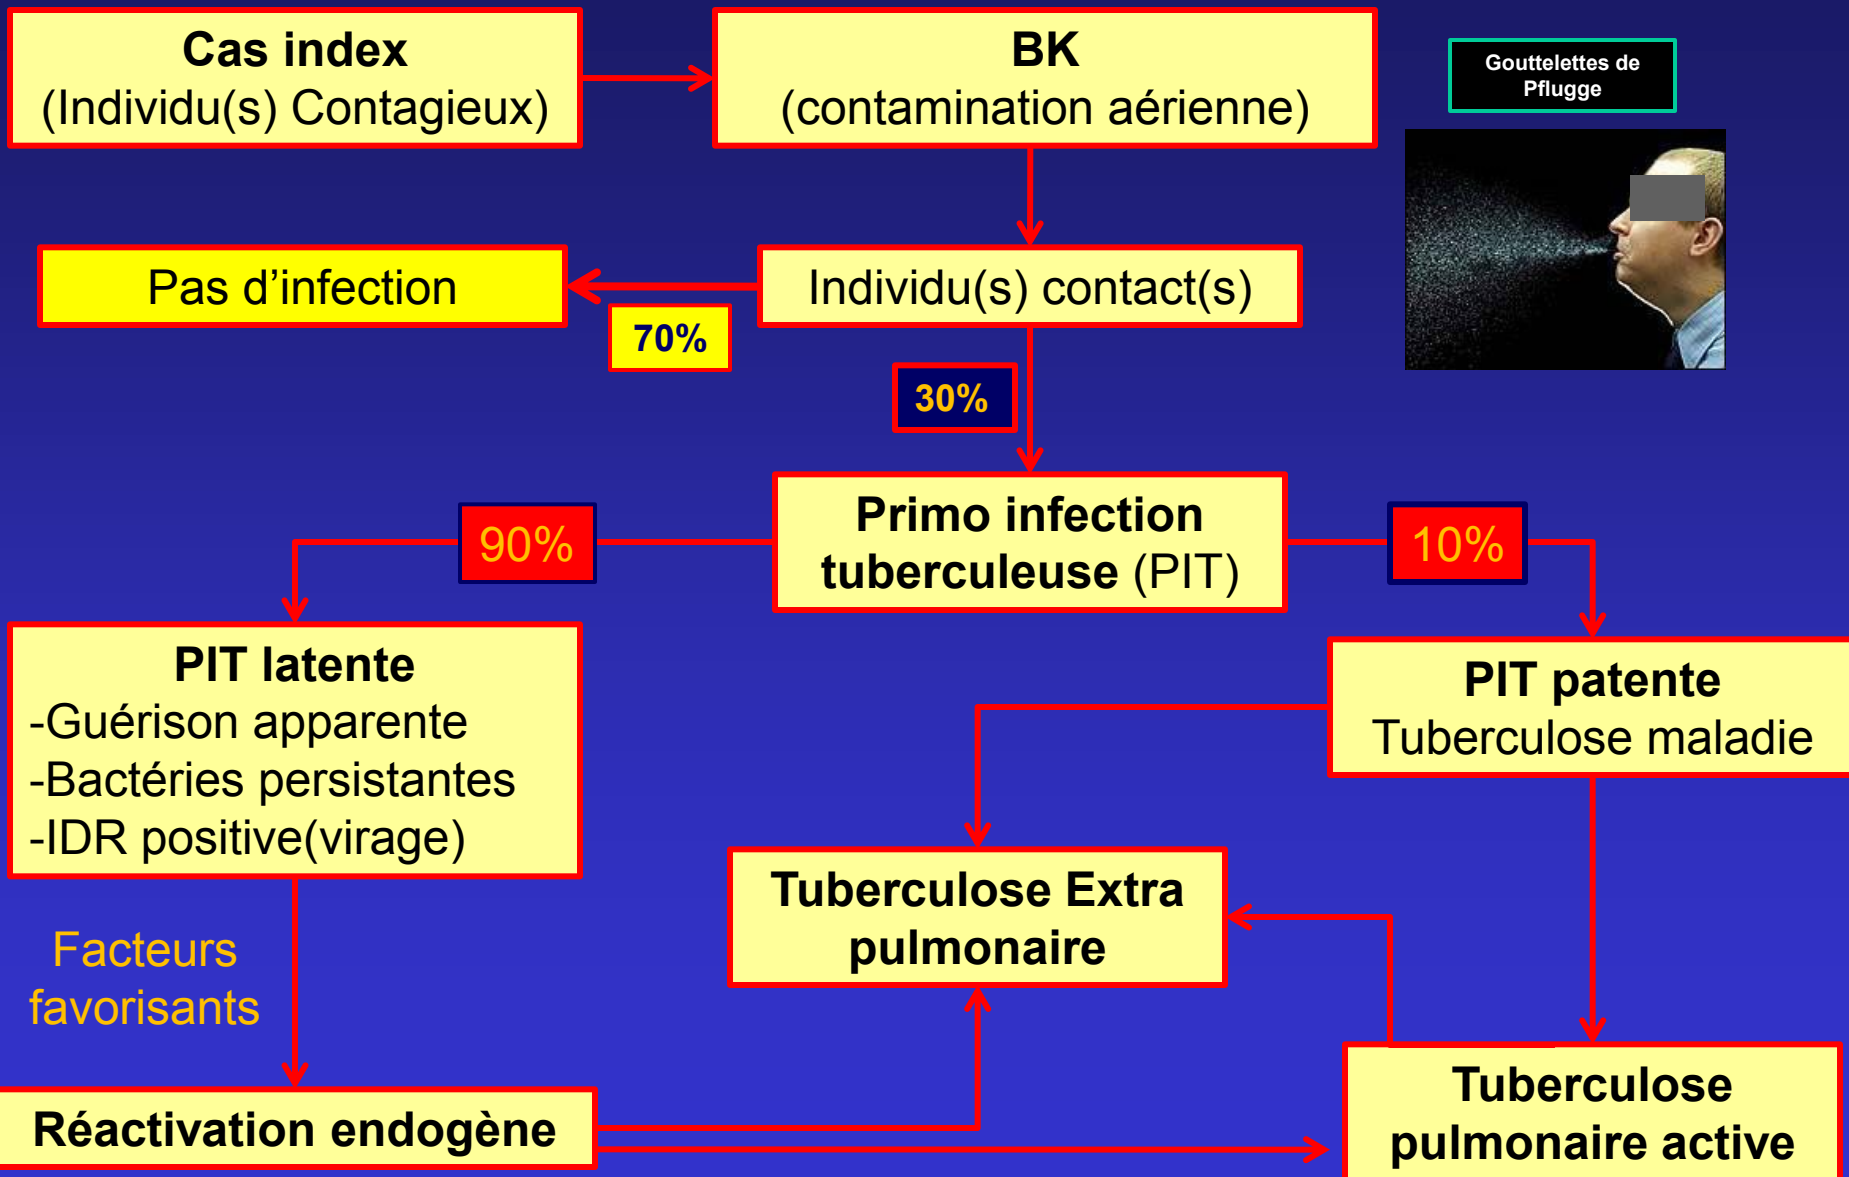 Cas index
(Individu(s) Contagieux)
BK
(contamination aérienne)
Gouttelettes de
Pflugge
Pas d’infection
Individu(s) contact(s)
70%
30%
Primo infection
tuberculeuse (PIT)
90%
10%
PIT latente
-Guérison apparente
-Bactéries persistantes
-IDR positive(virage)
PIT patente
Tuberculose maladie
Tuberculose Extra
pulmonaire
Facteurs
favorisants
Réactivation endogène
Tuberculose
pulmonaire active